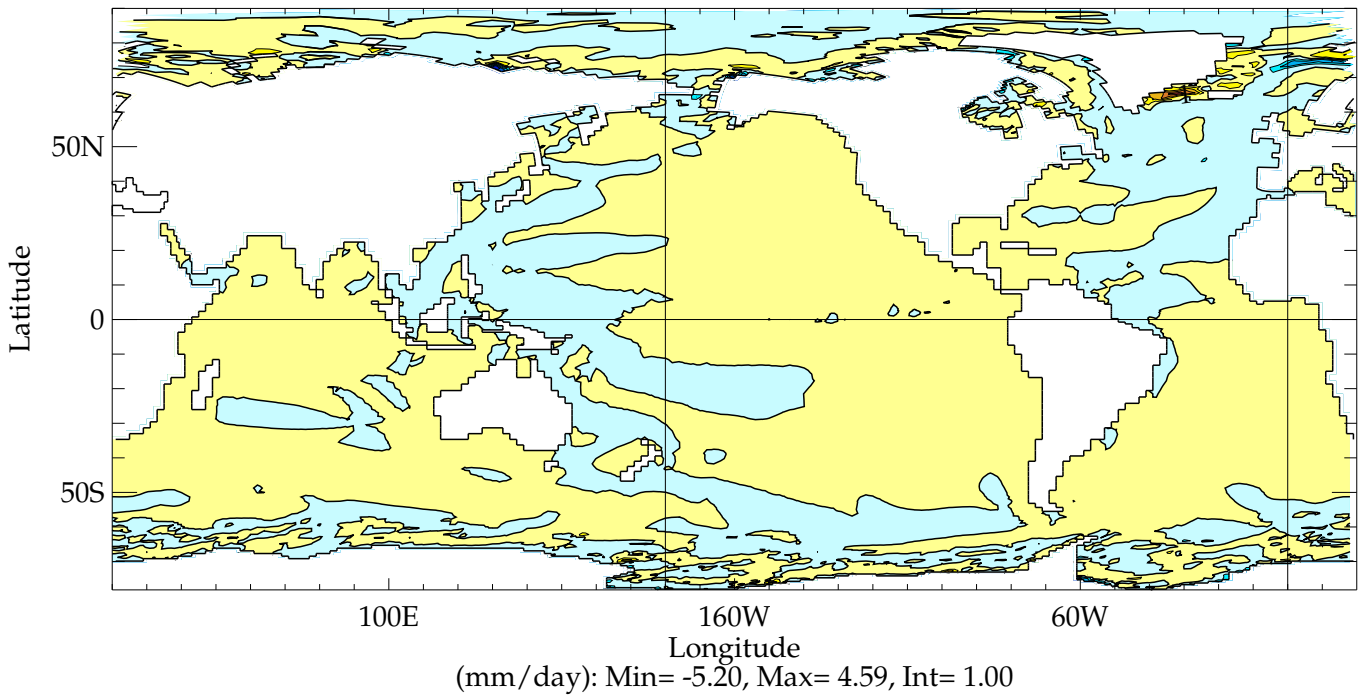 50N
0
50S
Latitude
100E
160W
60W
Longitude
(mm/day): Min= -5.20, Max= 4.59, Int= 1.00